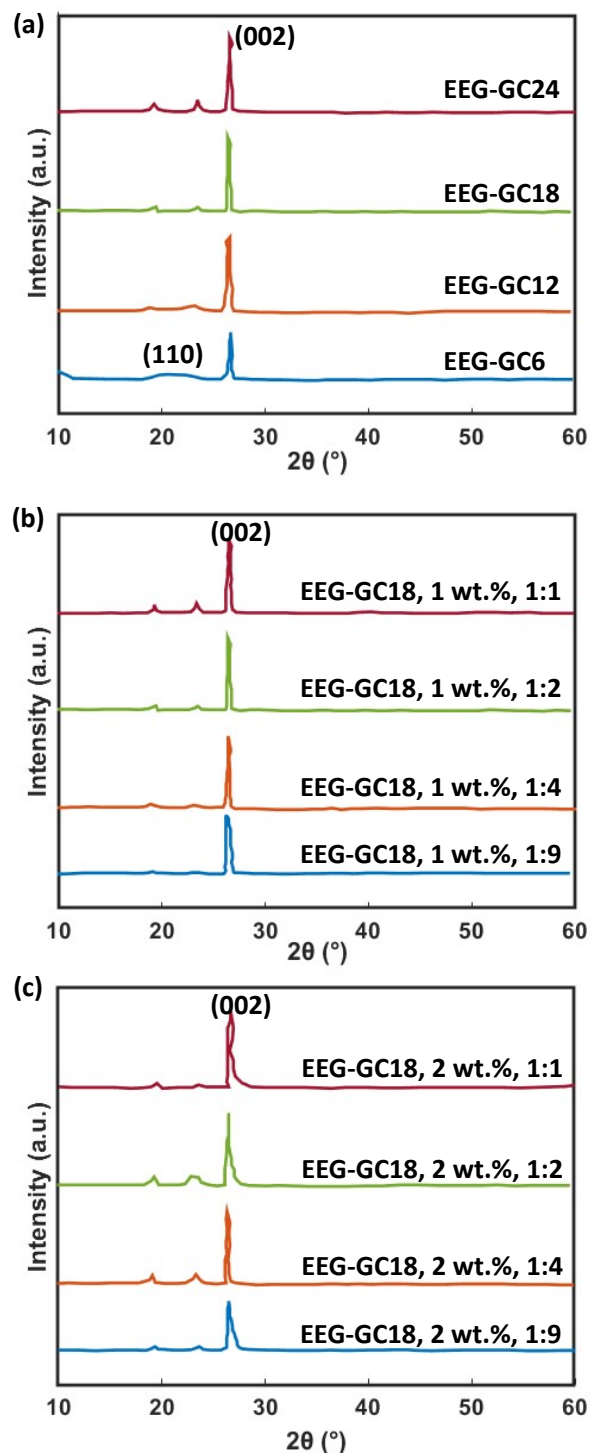 (a)
(002)
EEG-GC24
EEG-GC18
EEG-GC12
(110)
EEG-GC6
Intensity (a.u.)
10 20 30 40 50 60
2θ (°)
(b)
(002)
EEG-GC18, 1 wt.%, 1:1
EEG-GC18, 1 wt.%, 1:2
EEG-GC18, 1 wt.%, 1:4
EEG-GC18, 1 wt.%, 1:9
Intensity (a.u.)
10 20 30 40 50 60
2θ (°)
(c)
(002)
EEG-GC18, 2 wt.%, 1:1
EEG-GC18, 2 wt.%, 1:2
EEG-GC18, 2 wt.%, 1:4
EEG-GC18, 2 wt.%, 1:9
Intensity (a.u.)
10 20 30 40 50 60
2θ (°)